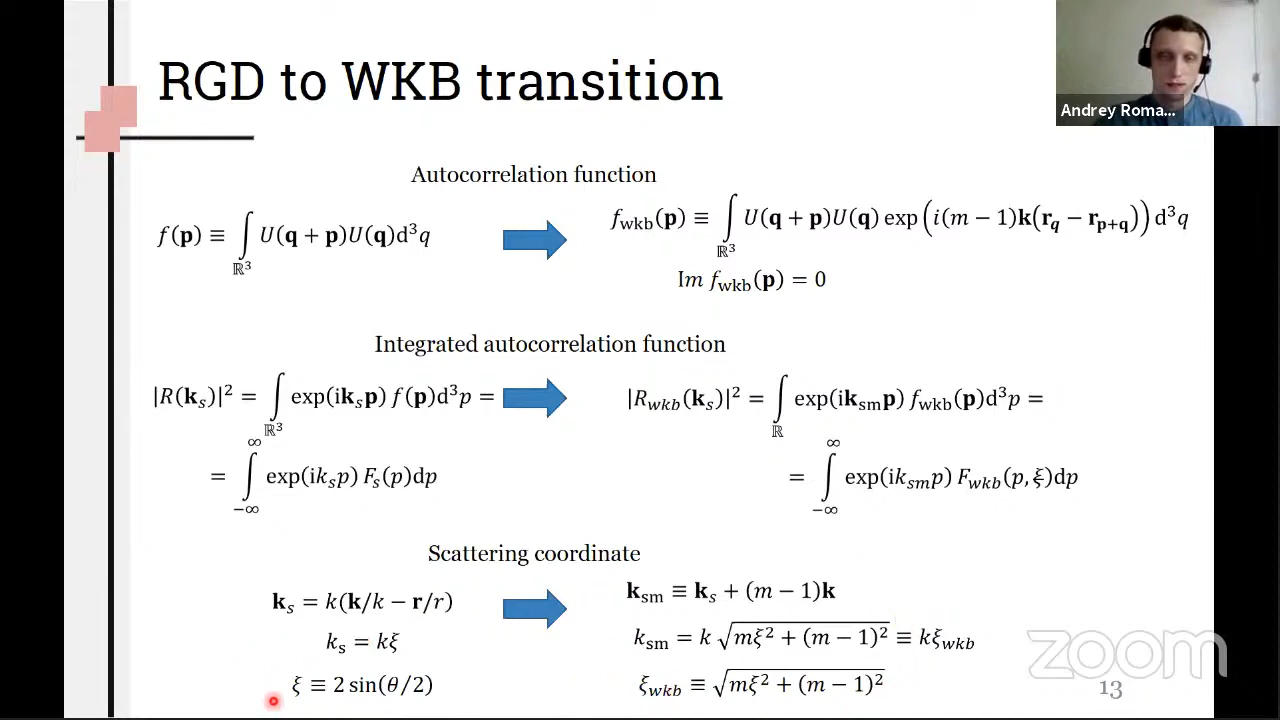 RGD to WKB transition
Andrey Roma...
Autocorrelation function
f(𝐩) ≡ ∫_{ℝ³} U(𝐪 + 𝐩)U(𝐪)d³q
f_wkb(𝐩) ≡ ∫_{ℝ³} U(𝐪 + 𝐩)U(𝐪) exp(i(m − 1)𝐤(𝐫_q − 𝐫_{p+q})) d³q
Im f_wkb(𝐩) = 0
Integrated autocorrelation function
|R(𝐤_s)|² = ∫_{ℝ³} exp(i𝐤_s𝐩) f(𝐩)d³p =
= ∫_{−∞}^{∞} exp(ik_s p) F_s(p)dp
|R_wkb(𝐤_s)|² = ∫_ℝ exp(i𝐤_sm𝐩) f_wkb(𝐩)d³p =
= ∫_{−∞}^{∞} exp(ik_sm p) F_wkb(p, ξ)dp
Scattering coordinate
𝐤_s = k(𝐤/k − 𝐫/r)
k_s = kξ
ξ ≡ 2 sin(θ/2)
𝐤_sm ≡ 𝐤_s + (m − 1)𝐤
k_sm = k √(mξ² + (m − 1)²) ≡ kξ_wkb
ξ_wkb ≡ √(mξ² + (m − 1)²)
zoom
13